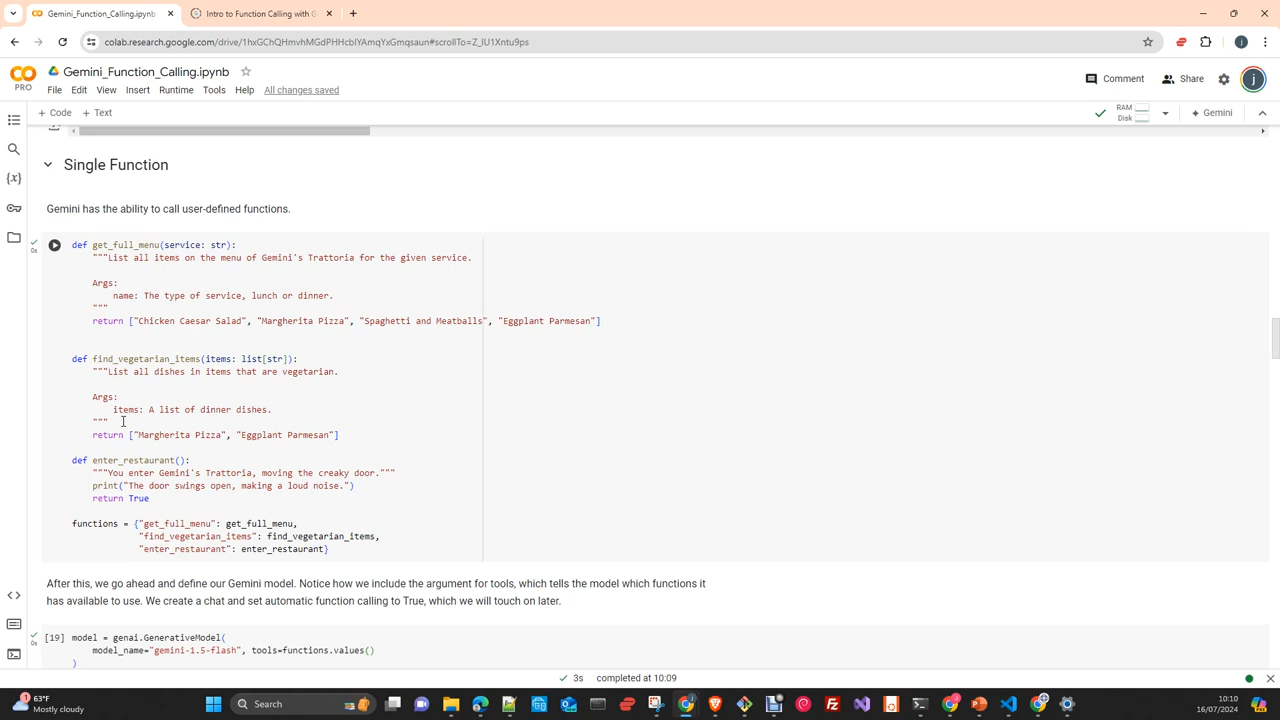 Gemini_Function_Calling.ipynb
Intro to Function Calling with G
colab.research.google.com/drive/1hxGChQHmvhMGdPHHcbIYAmqYxGmqsaun#scrollTo=Z_IU1Xntu9ps
PRO
Gemini_Function_Calling.ipynb
Comment
Share
j
File Edit View Insert Runtime Tools Help All changes saved
+ Code + Text
RAM
Disk
Gemini
Single Function
Gemini has the ability to call user-defined functions.
0s
def get_full_menu(service: str):
"""List all items on the menu of Gemini's Trattoria for the given service.
Args:
name: The type of service, lunch or dinner.
"""
return ["Chicken Caesar Salad", "Margherita Pizza", "Spaghetti and Meatballs", "Eggplant Parmesan"]
def find_vegetarian_items(items: list[str]):
"""List all dishes in items that are vegetarian.
Args:
items: A list of dinner dishes.
"""
return ["Margherita Pizza", "Eggplant Parmesan"]
def enter_restaurant():
"""You enter Gemini's Trattoria, moving the creaky door."""
print("The door swings open, making a loud noise.")
return True
functions = {"get_full_menu": get_full_menu,
"find_vegetarian_items": find_vegetarian_items,
"enter_restaurant": enter_restaurant}
After this, we go ahead and define our Gemini model. Notice how we include the argument for tools, which tells the model which functions it
has available to use. We create a chat and set automatic function calling to True, which we will touch on later.
0s
[19] model = genai.GenerativeModel(
model_name="gemini-1.5-flash", tools=functions.values()
)
3s completed at 10:09
63°F
Mostly cloudy
Search
10:10
16/07/2024